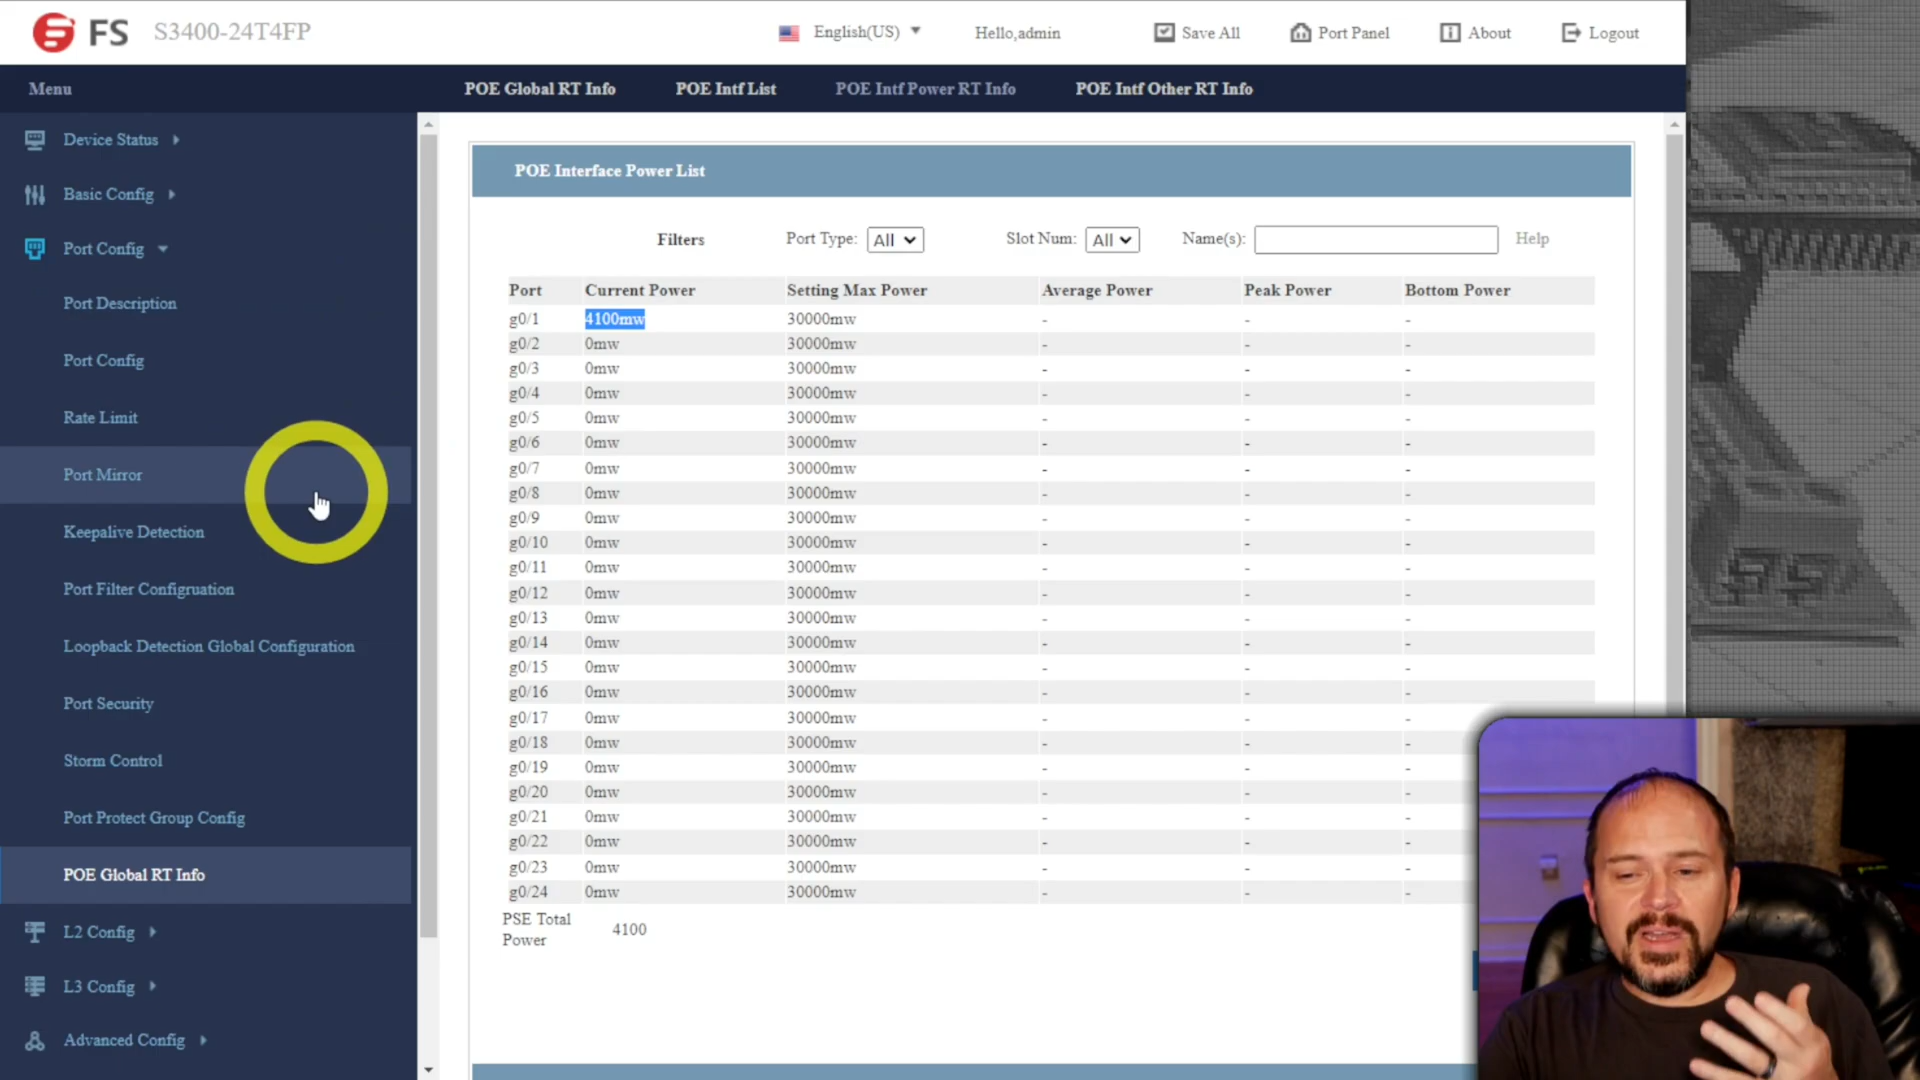 FS S3400-24T4FP English(US) Hello,admin Save All Port Panel About Logout
Menu POE Global RT Info POE Intf List POE Intf Power RT Info POE Intf Other RT Info
Device Status
Basic Config
Port Config
Port Description
Port Config
Rate Limit
Port Mirror
Keepalive Detection
Port Filter Configruation
Loopback Detection Global Configuration
Port Security
Storm Control
Port Protect Group Config
POE Global RT Info
L2 Config
L3 Config
Advanced Config
POE Interface Power List
Filters Port Type: All Slot Num: All Name(s): Help
Port Current Power Setting Max Power Average Power Peak Power Bottom Power
g0/1 4100mw 30000mw - - -
g0/2 0mw 30000mw - - -
g0/3 0mw 30000mw - - -
g0/4 0mw 30000mw - - -
g0/5 0mw 30000mw - - -
g0/6 0mw 30000mw - - -
g0/7 0mw 30000mw - - -
g0/8 0mw 30000mw - - -
g0/9 0mw 30000mw - - -
g0/10 0mw 30000mw - - -
g0/11 0mw 30000mw - - -
g0/12 0mw 30000mw - - -
g0/13 0mw 30000mw - - -
g0/14 0mw 30000mw - - -
g0/15 0mw 30000mw - - -
g0/16 0mw 30000mw - - -
g0/17 0mw 30000mw - - -
g0/18 0mw 30000mw - - -
g0/19 0mw 30000mw - - -
g0/20 0mw 30000mw - - -
g0/21 0mw 30000mw - - -
g0/22 0mw 30000mw - - -
g0/23 0mw 30000mw - - -
g0/24 0mw 30000mw - - -
PSE Total
Power 4100